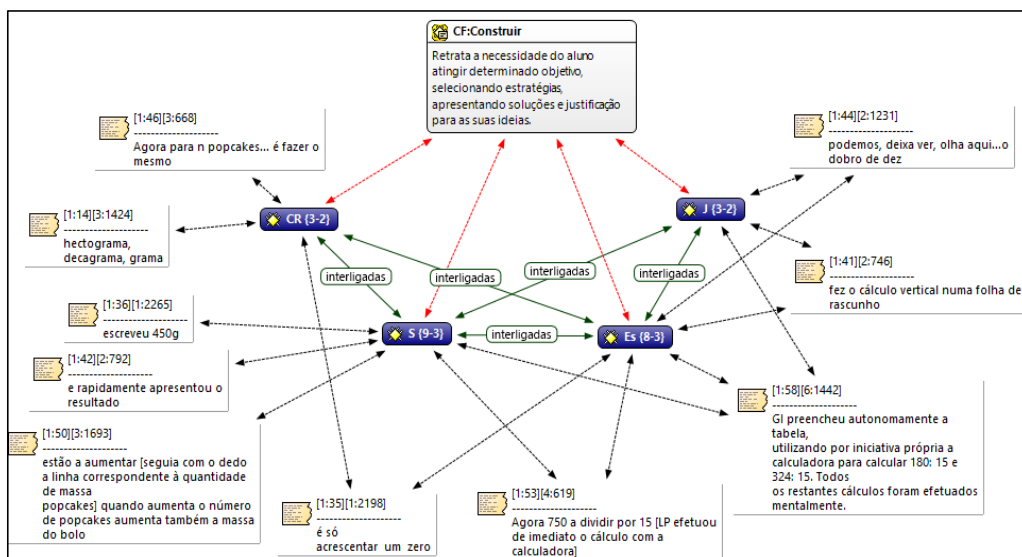 CF:Construir
Retrata a necessidade do aluno
atingir determinado objetivo,
selecionando estratégias,
apresentando soluções e justificação
para as suas ideias.
[1:46][3:668]
--------------------
Agora para n popcakes... é fazer o
mesmo
[1:44][2:1231]
--------------------
podemos, deixa ver, olha aqui...o
dobro de dez
[1:14][3:1424]
--------------------
hectograma,
decagrama, grama
CR {3-2}
J {3-2}
interligadas
interligadas
interligadas
interligadas
[1:41][2:746]
--------------------
fez o cálculo vertical numa folha de
rascunho
[1:36][1:2265]
--------------------
escreveu 450g
S {9-3}
interligadas
Es {8-3}
[1:42][2:792]
--------------------
e rapidamente apresentou o
resultado
[1:58][6:1442]
--------------------
GI preencheu autonomamente a
tabela,
utilizando por iniciativa própria a
calculadora para calcular 180: 15 e
324: 15. Todos
os restantes cálculos foram efetuados
mentalmente.
[1:50][3:1693]
--------------------
estão a aumentar [seguia com o dedo
a linha correspondente à quantidade
de massa
popcakes] quando aumenta o número
de popcakes aumenta também a massa
do bolo
[1:35][1:2198]
--------------------
é só
acrescentar um zero
[1:53][4:619]
--------------------
Agora 750 a dividir por 15 [LP efetuou
de imediato o cálculo com a
calculadora]